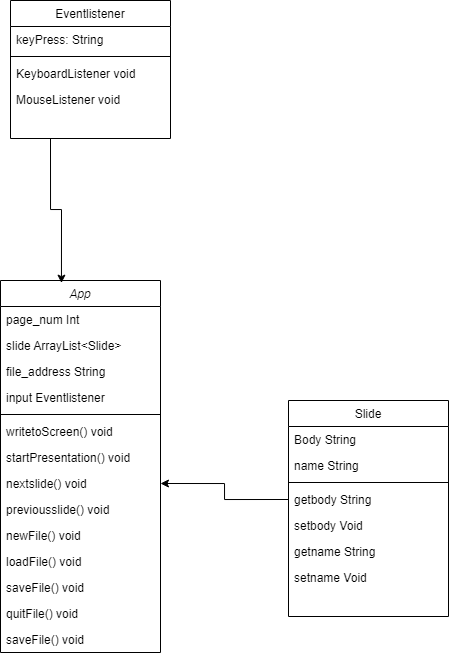 Eventlistener
keyPress: String
KeyboardListener void
MouseListener void
App
page_num Int
slide ArrayList<Slide>
file_address String
input Eventlistener
writetoScreen() void
startPresentation() void
nextslide() void
previousslide() void
newFile() void
loadFile() void
saveFile() void
quitFile() void
saveFile() void
Slide
Body String
name String
getbody String
setbody Void
getname String
setname Void